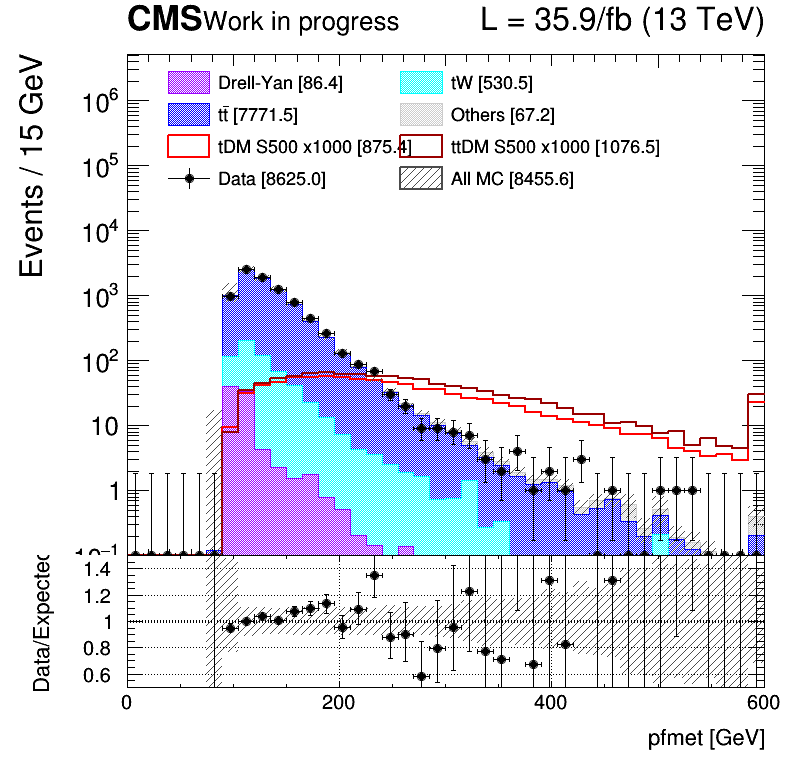 CMS Work in progress L = 35.9/fb (13 TeV)
Events / 15 GeV
Drell-Yan [86.4] tW [530.5]
tt̄ [7771.5] Others [67.2]
tDM S500 x1000 [875.4] ttDM S500 x1000 [1076.5]
Data [8625.0] All MC [8455.6]
10⁶
10⁵
10⁴
10³
10²
10
1
10⁻¹
Data/Expected
1.4
1.2
1
0.8
0.6
0 200 400 600
pfmet [GeV]